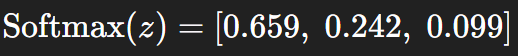 Softmax(z) = [0.659, 0.242, 0.099]